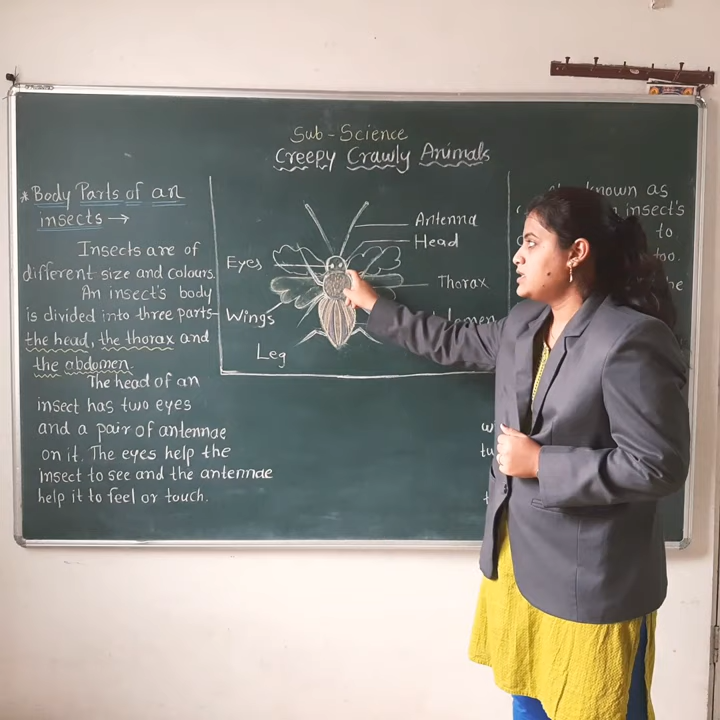 Sub-Science
Creepy Crawly Animals
* Body Parts of an
insects →
Insects are of
different size and colours.
An insect's body
is divided into three parts-
the head, the thorax and
the abdomen.
The head of an
insect has two eyes
and a pair of antennae
on it. The eyes help the
insect to see and the antennae
help it to feel or touch.
Antenna
Head
Eyes
Thorax
Wings
Leg
known as
insect's
to
too.